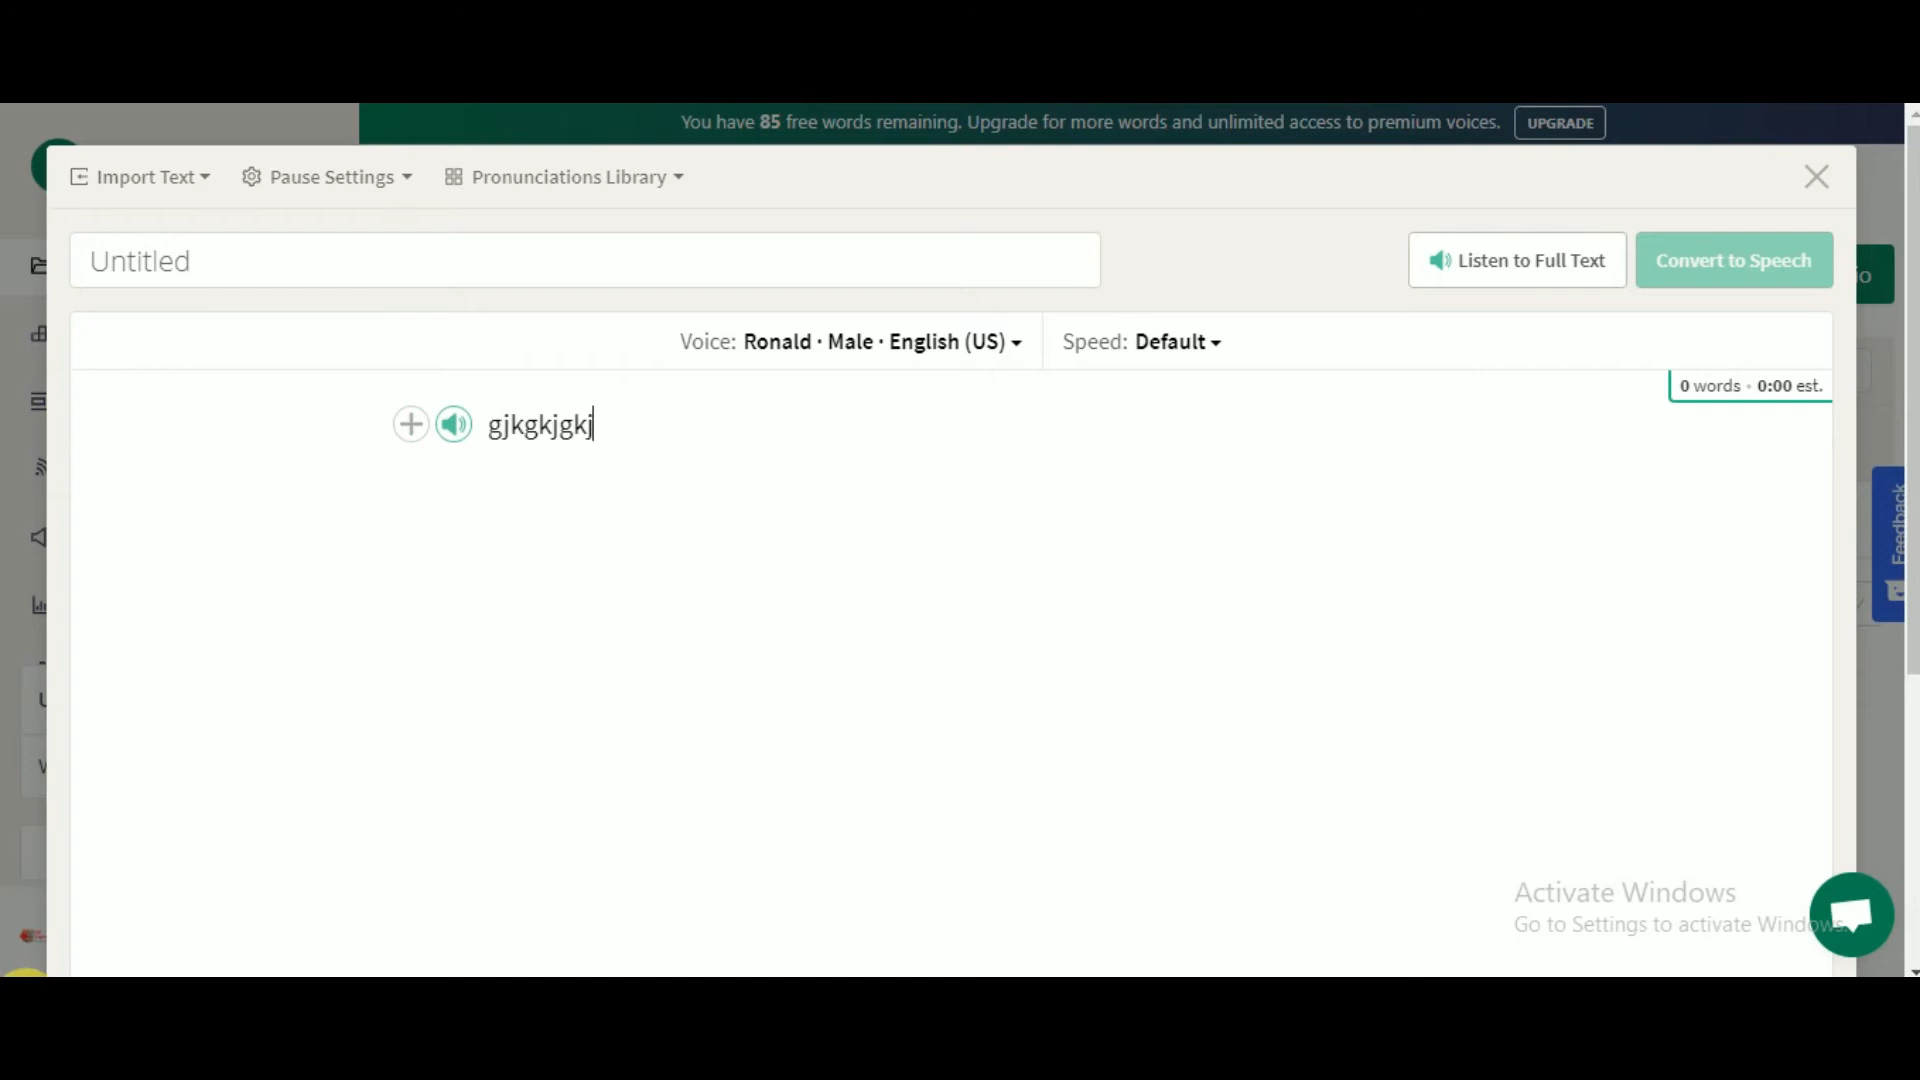 You have 85 free words remaining. Upgrade for more words and unlimited access to premium voices. UPGRADE
Import Text Pause Settings Pronunciations Library
Untitled
Listen to Full Text Convert to Speech
io
Voice: Ronald · Male · English (US) Speed: Default
0 words · 0:00 est.
gjkgkjgkj
Feedback
Activate Windows
Go to Settings to activate Windows.